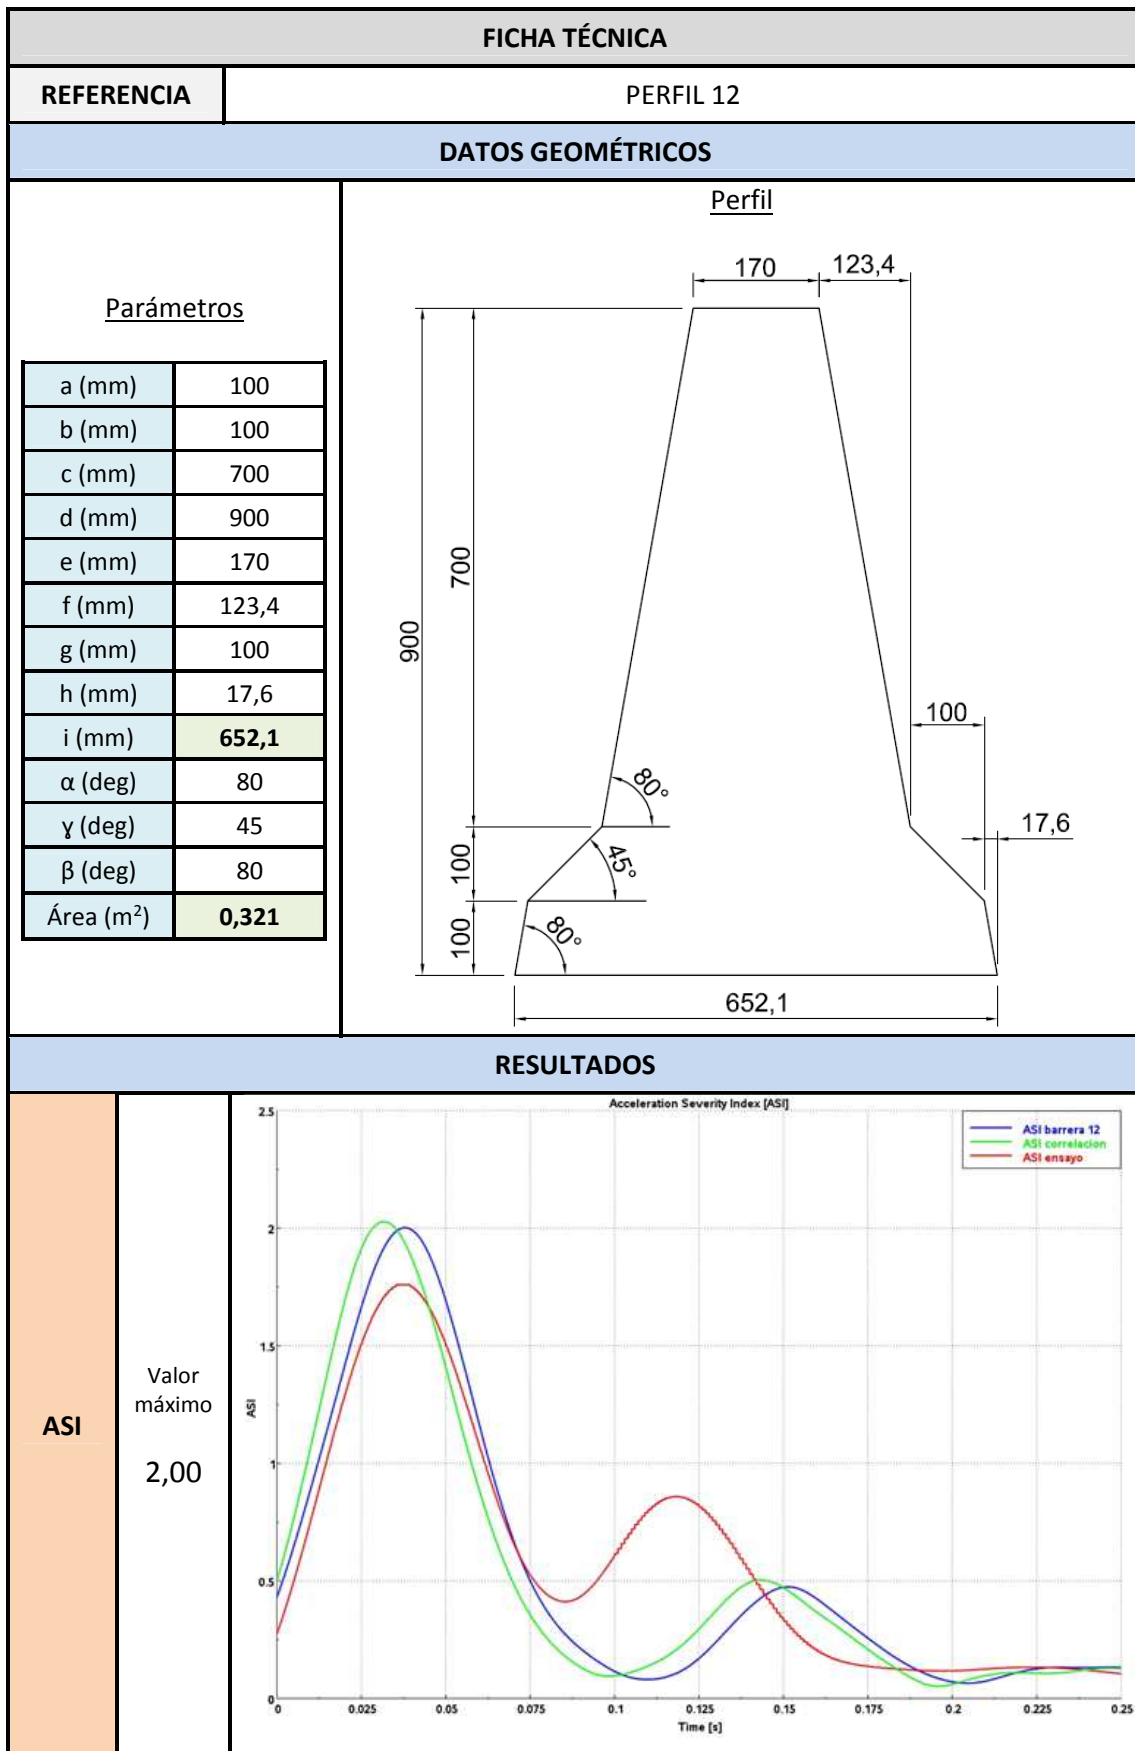 FICHA TÉCNICA
REFERENCIA PERFIL 12
DATOS GEOMÉTRICOS
Parámetros
a (mm) 100
b (mm) 100
c (mm) 700
d (mm) 900
e (mm) 170
f (mm) 123,4
g (mm) 100
h (mm) 17,6
i (mm) 652,1
α (deg) 80
ɣ (deg) 45
β (deg) 80
Área (m²) 0,321
Perfil
170 123,4
700
900
100
80°
17,6
100
45°
100
80°
652,1
RESULTADOS
ASI
Valor
máximo
2,00
Acceleration Severity Index [ASI]
ASI barrera 12
ASI correlacion
ASI ensayo
2.5
2
1.5
1
0.5
0
ASI
0 0.025 0.05 0.075 0.1 0.125 0.15 0.175 0.2 0.225 0.25
Time [s]